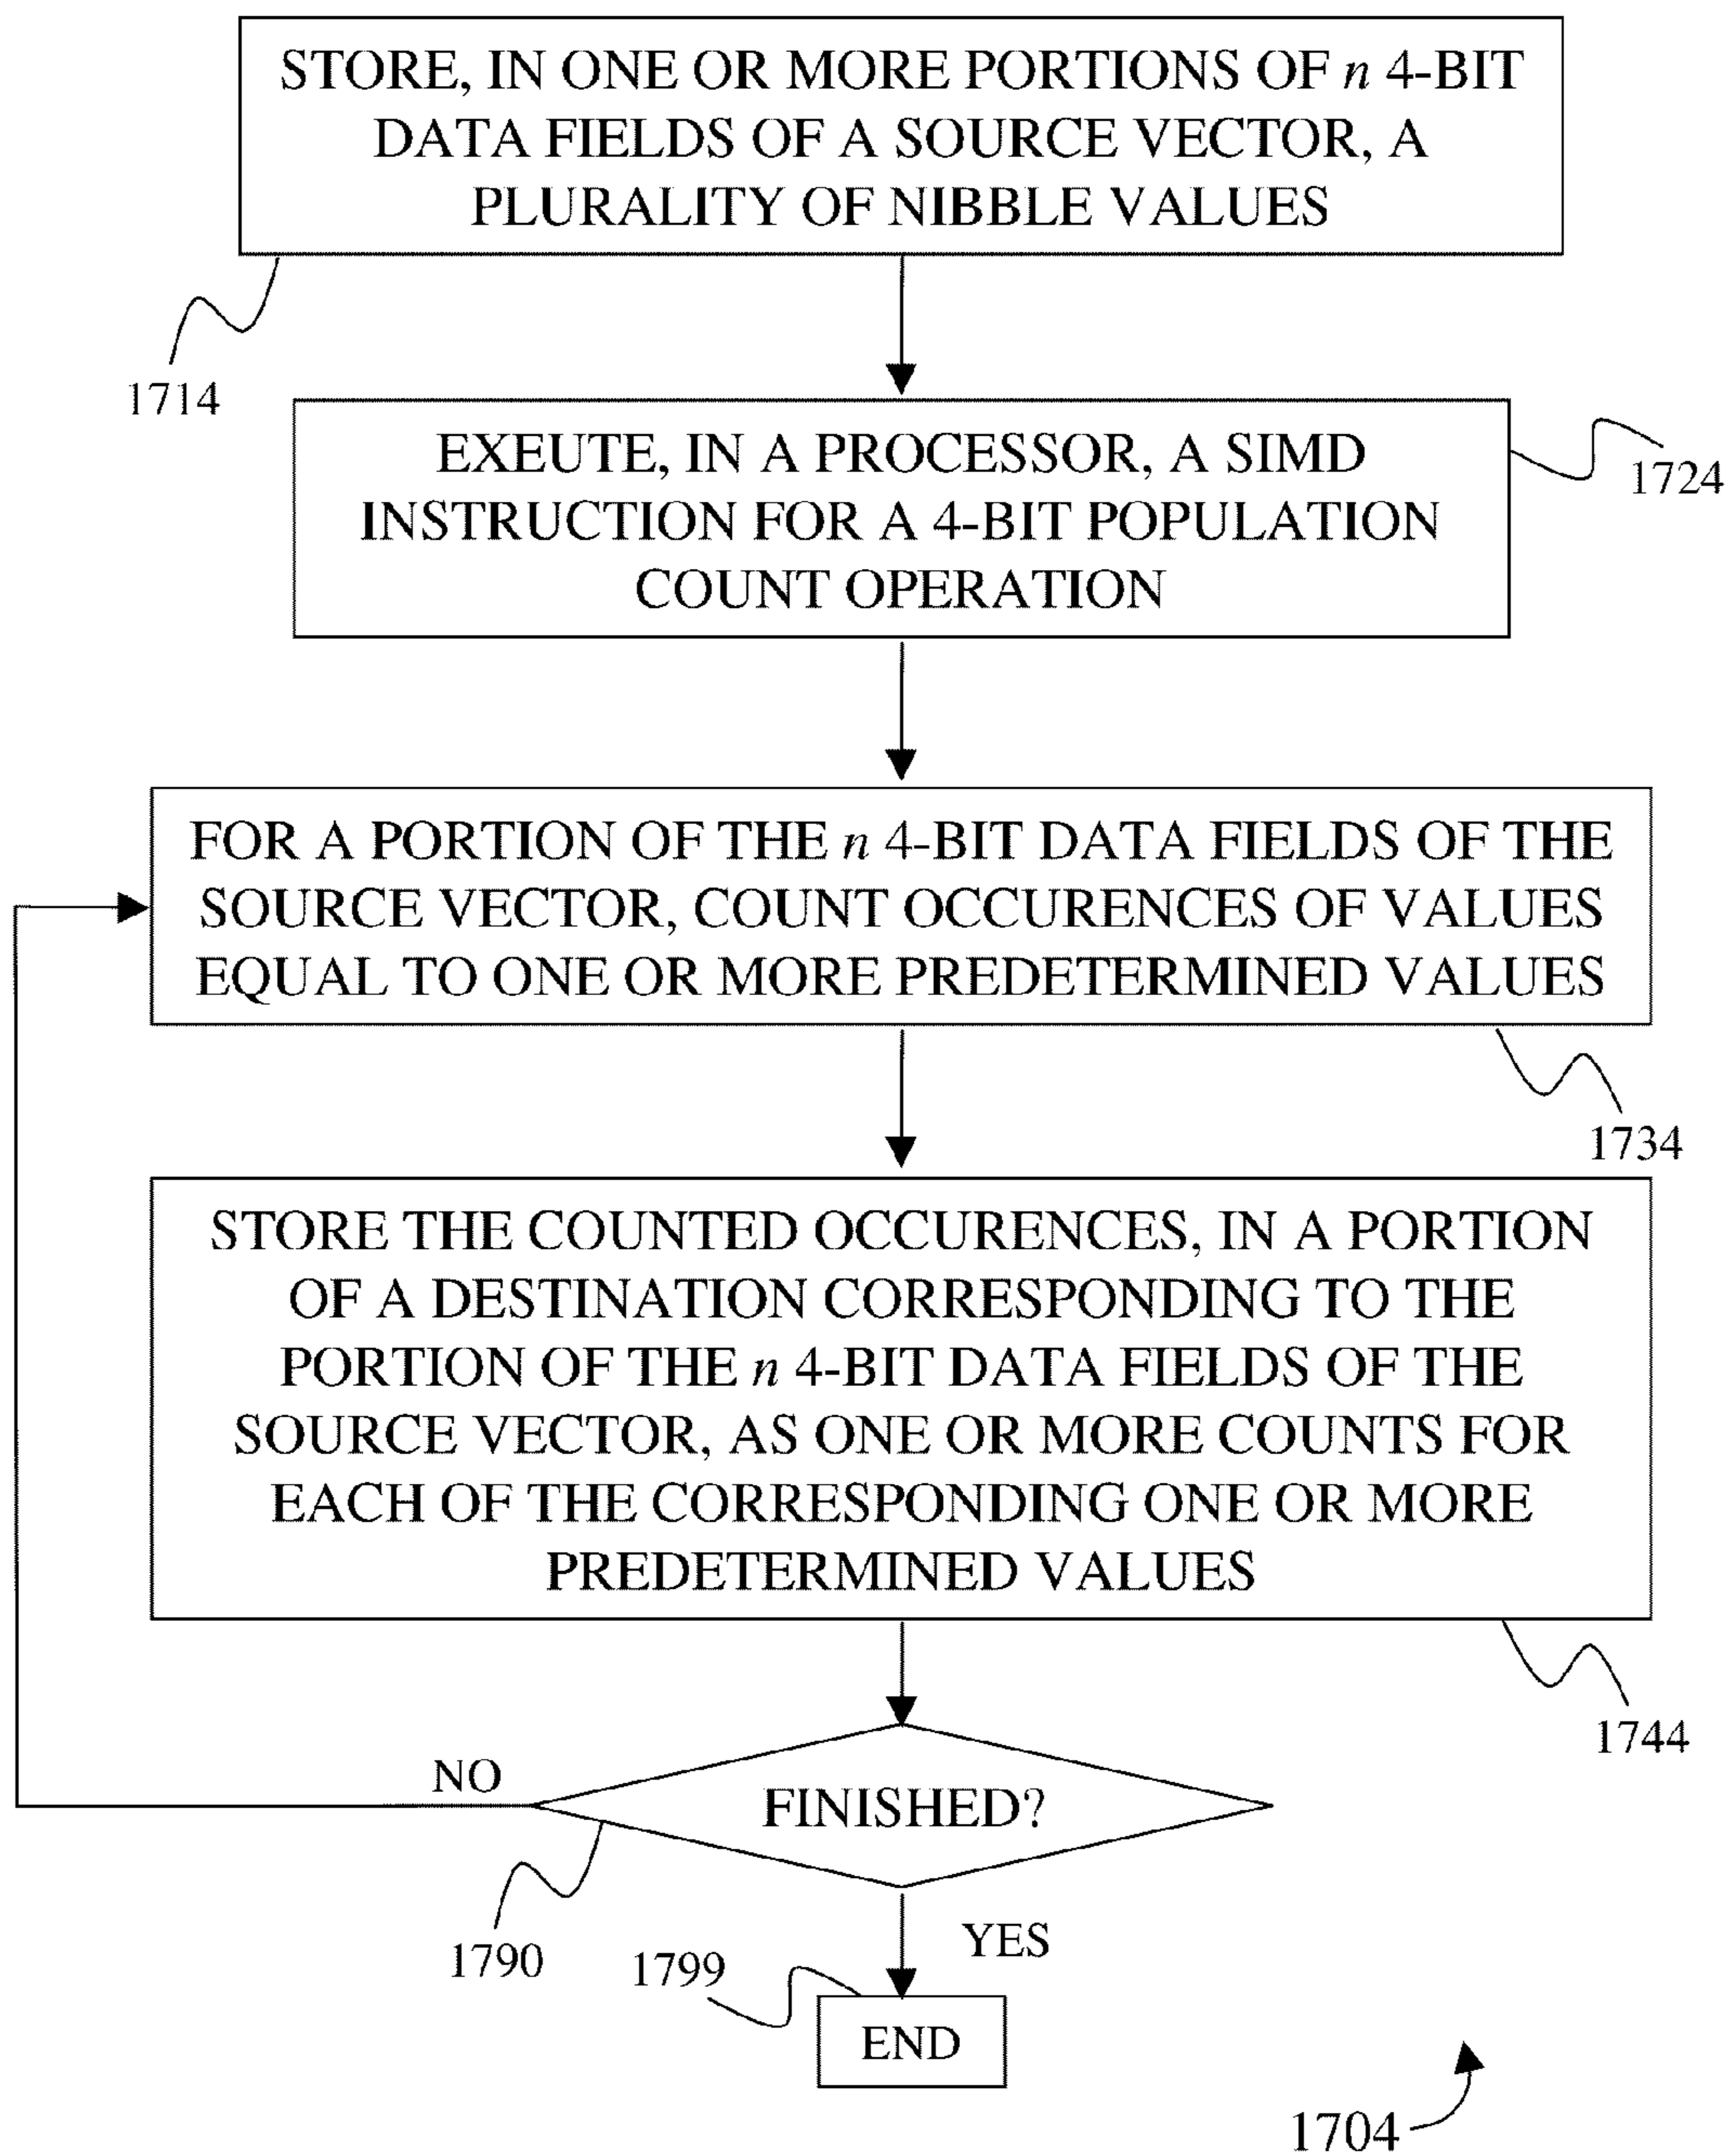 STORE, IN ONE OR MORE PORTIONS OF n 4-BIT
DATA FIELDS OF A SOURCE VECTOR, A
PLURALITY OF NIBBLE VALUES
1714
EXEUTE, IN A PROCESSOR, A SIMD
INSTRUCTION FOR A 4-BIT POPULATION
COUNT OPERATION
1724
FOR A PORTION OF THE n 4-BIT DATA FIELDS OF THE
SOURCE VECTOR, COUNT OCCURENCES OF VALUES
EQUAL TO ONE OR MORE PREDETERMINED VALUES
1734
STORE THE COUNTED OCCURENCES, IN A PORTION
OF A DESTINATION CORRESPONDING TO THE
PORTION OF THE n 4-BIT DATA FIELDS OF THE
SOURCE VECTOR, AS ONE OR MORE COUNTS FOR
EACH OF THE CORRESPONDING ONE OR MORE
PREDETERMINED VALUES
1744
NO
FINISHED?
1790
YES
1799
END
1704